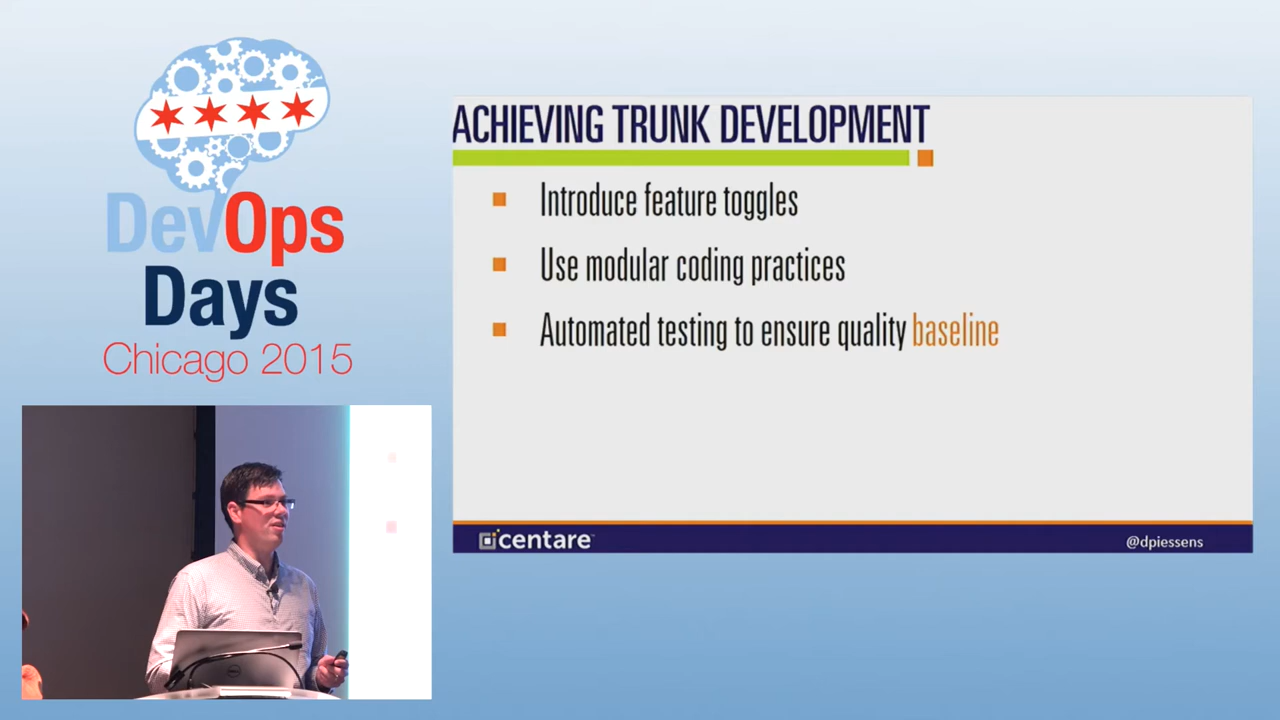 DevOps
Days
Chicago 2015
ACHIEVING TRUNK DEVELOPMENT
Introduce feature toggles
Use modular coding practices
Automated testing to ensure quality baseline
centare
@dpiessens